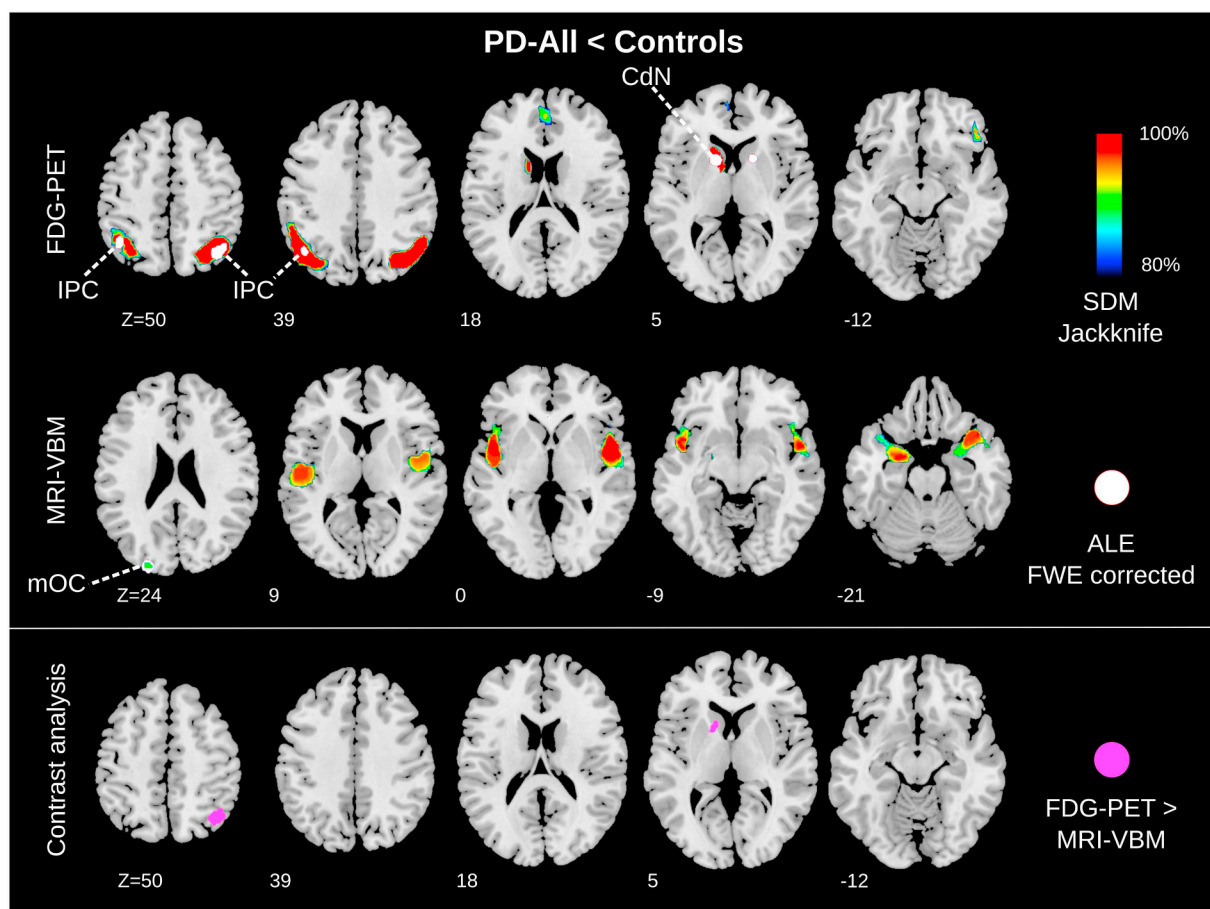 PD-All < Controls
CdN
FDG-PET
IPC
IPC
Z=50 39 18 5 -12
100%
80%
SDM
Jackknife
MRI-VBM
mOC
Z=24 9 0 -9 -21
ALE
FWE corrected
Contrast analysis
Z=50 39 18 5 -12
FDG-PET >
MRI-VBM